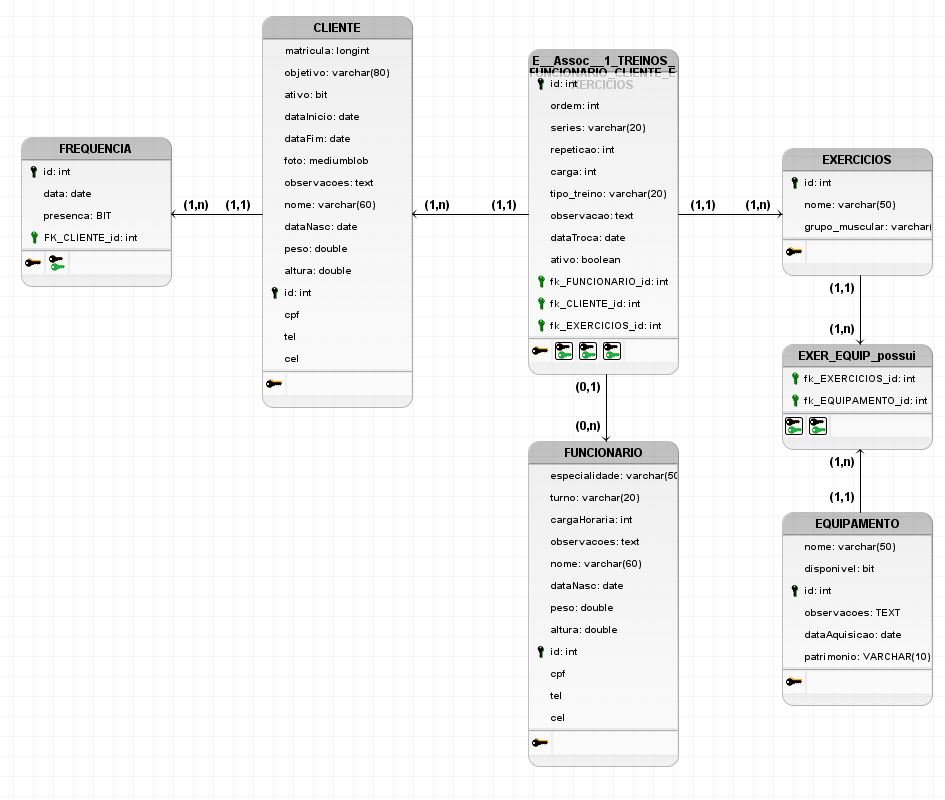 CLIENTE
matricula: longint
objetivo: varchar(80)
ativo: bit
dataInicio: date
dataFim: date
foto: mediumblob
observacoes: text
nome: varchar(60)
dataNasc: date
peso: double
altura: double
id: int
cpf
tel
cel
FREQUENCIA
id: int
data: date
presenca: BIT
FK_CLIENTE_id: int
(1,n) (1,1)
(1,n) (1,1)
E__Assoc__1_TREINOS_
FUNCIONARIO_CLIENTE_E
XERCICIOS
id: int
ordem: int
series: varchar(20)
repeticao: int
carga: int
tipo_treino: varchar(20)
observacao: text
dataTroca: date
ativo: boolean
fk_FUNCIONARIO_id: int
fk_CLIENTE_id: int
fk_EXERCICIOS_id: int
(1,1) (1,n)
EXERCICIOS
id: int
nome: varchar(50)
grupo_muscular: varchar(
(1,1)
(1,n)
EXER_EQUIP_possui
fk_EXERCICIOS_id: int
fk_EQUIPAMENTO_id: int
(1,n)
(1,1)
EQUIPAMENTO
nome: varchar(50)
disponivel: bit
id: int
observacoes: TEXT
dataAquisicao: date
patrimonio: VARCHAR(10)
(0,1)
(0,n)
FUNCIONARIO
especialidade: varchar(50
turno: varchar(20)
cargaHoraria: int
observacoes: text
nome: varchar(60)
dataNasc: date
peso: double
altura: double
id: int
cpf
tel
cel